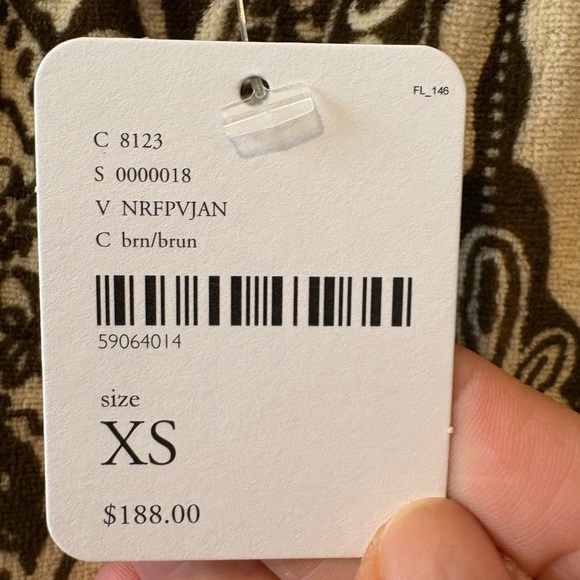 FL_146
C 8123
S 0000018
V NRFPVJAN
C brn/brun
59064014
size
XS
$188.00